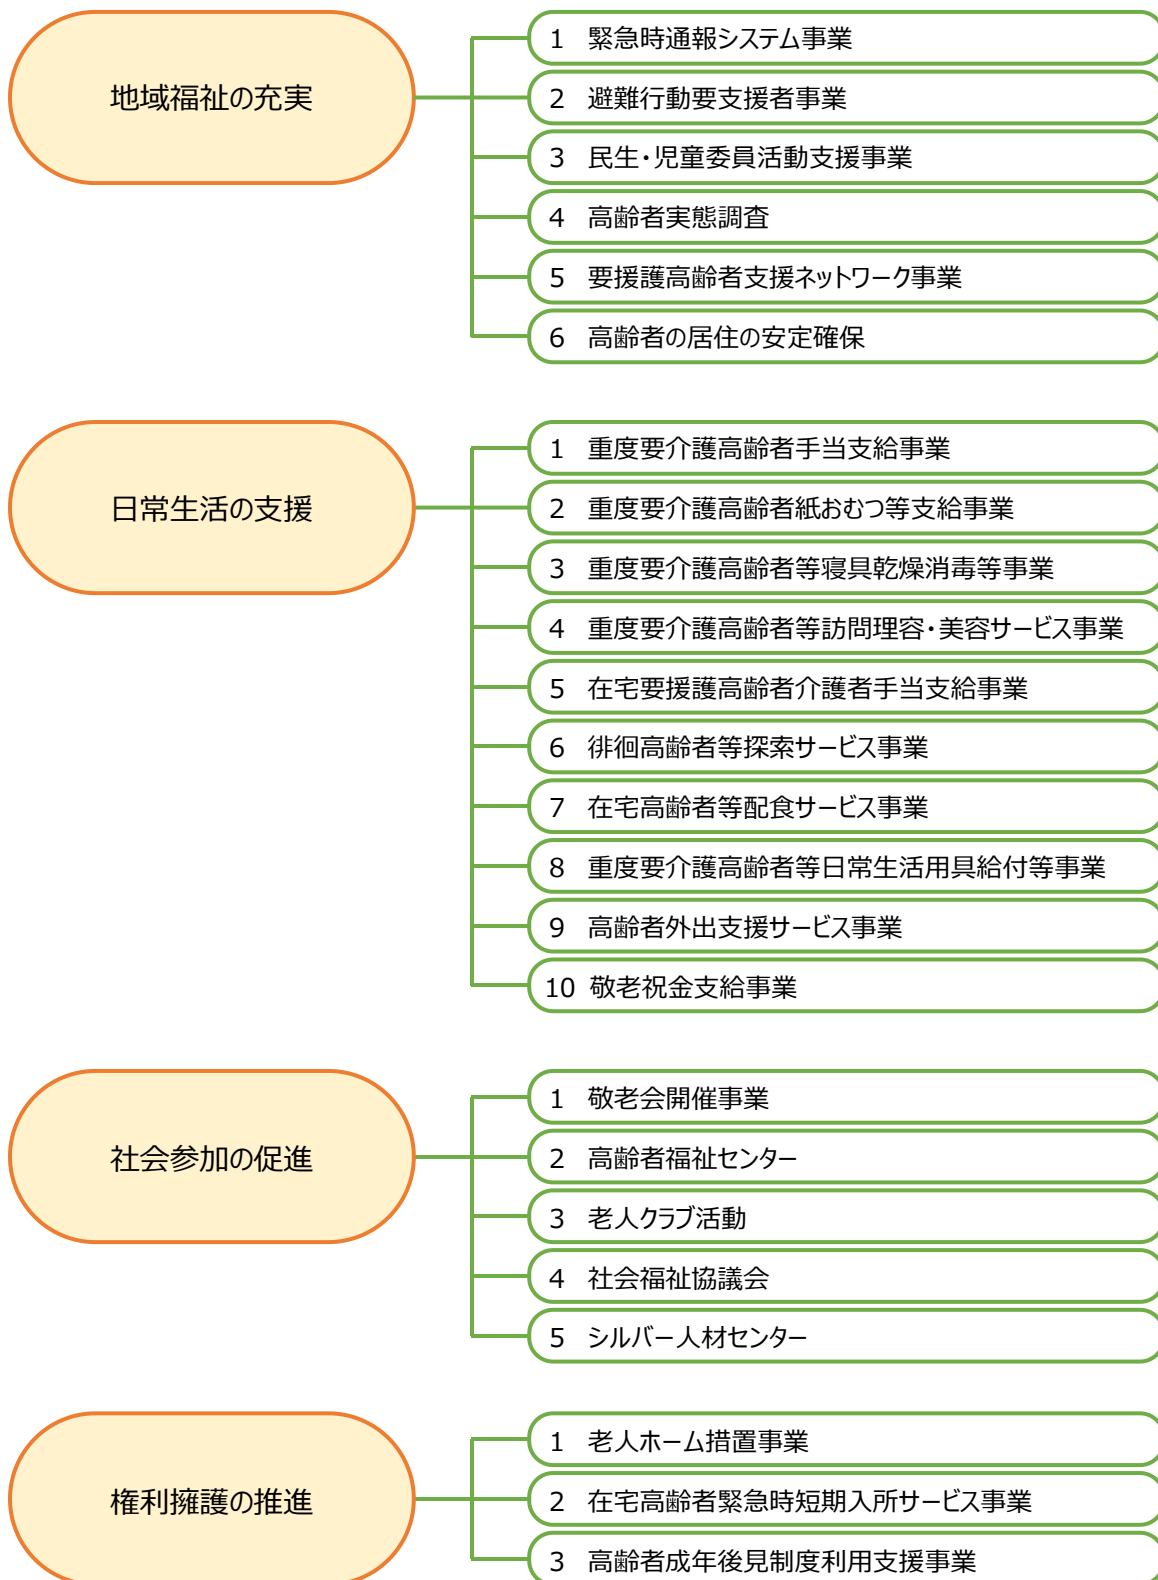 地域福祉の充実
1 緊急時通報システム事業
2 避難行動要支援者事業
3 民生・児童委員活動支援事業
4 高齢者実態調査
5 要援護高齢者支援ネットワーク事業
6 高齢者の居住の安定確保
日常生活の支援
1 重度要介護高齢者手当支給事業
2 重度要介護高齢者紙おむつ等支給事業
3 重度要介護高齢者等寝具乾燥消毒等事業
4 重度要介護高齢者等訪問理容・美容サービス事業
5 在宅要援護高齢者介護者手当支給事業
6 徘徊高齢者等探索サービス事業
7 在宅高齢者等配食サービス事業
8 重度要介護高齢者等日常生活用具給付等事業
9 高齢者外出支援サービス事業
10 敬老祝金支給事業
社会参加の促進
1 敬老会開催事業
2 高齢者福祉センター
3 老人クラブ活動
4 社会福祉協議会
5 シルバー人材センター
権利擁護の推進
1 老人ホーム措置事業
2 在宅高齢者緊急時短期入所サービス事業
3 高齢者成年後見制度利用支援事業